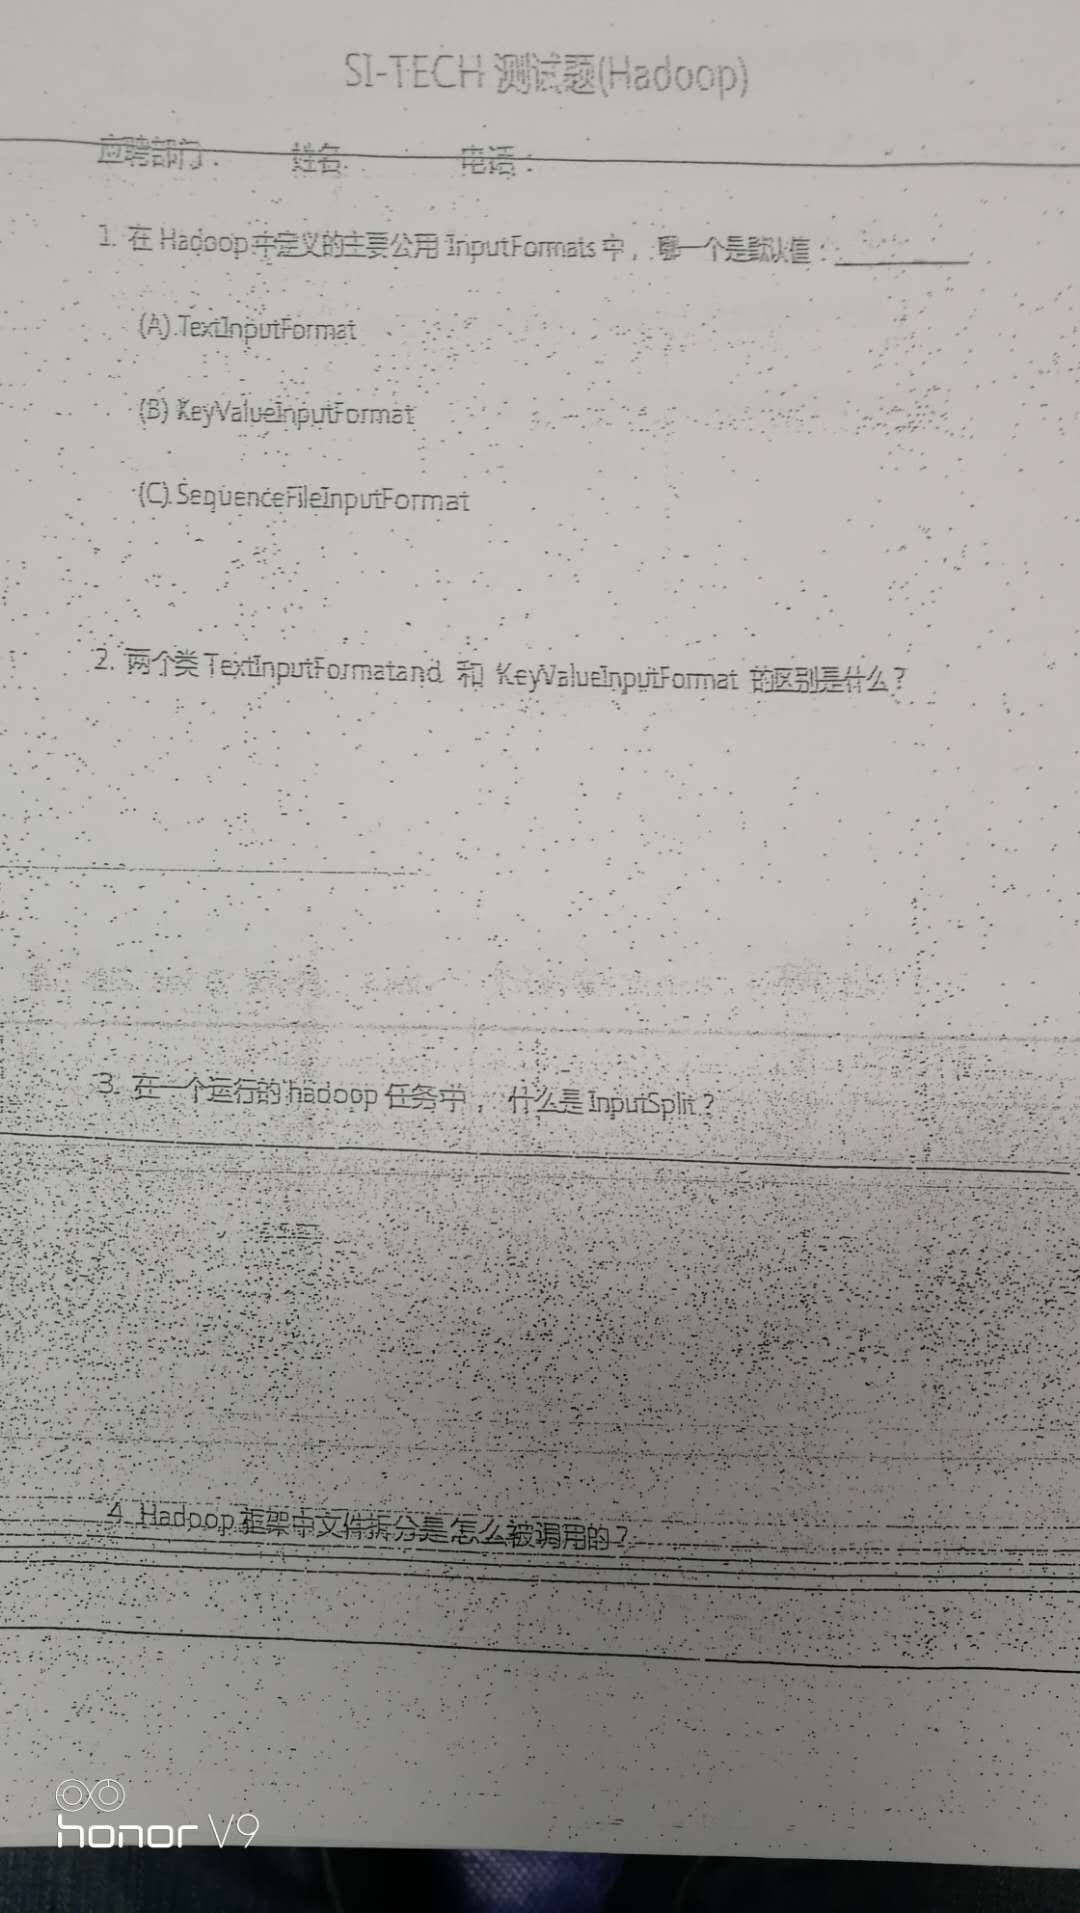 SI-TECH 测试题(Hadoop)
应聘部门： 姓名 电话：
1. 在 Hadoop 中定义的主要公用 InputFormats 中， 哪一个是默认值：
(A) TextInputFormat
(B) KeyValueInputFormat
(C) SequenceFileInputFormat
2. 两个类 TextInputFormatand 和 KeyValueInputFormat 的区别是什么？
3. 在一个运行的 hadoop 任务中， 什么是 InputSplit？
4. Hadoop 框架中文件拆分是怎么被调用的？
honor V9